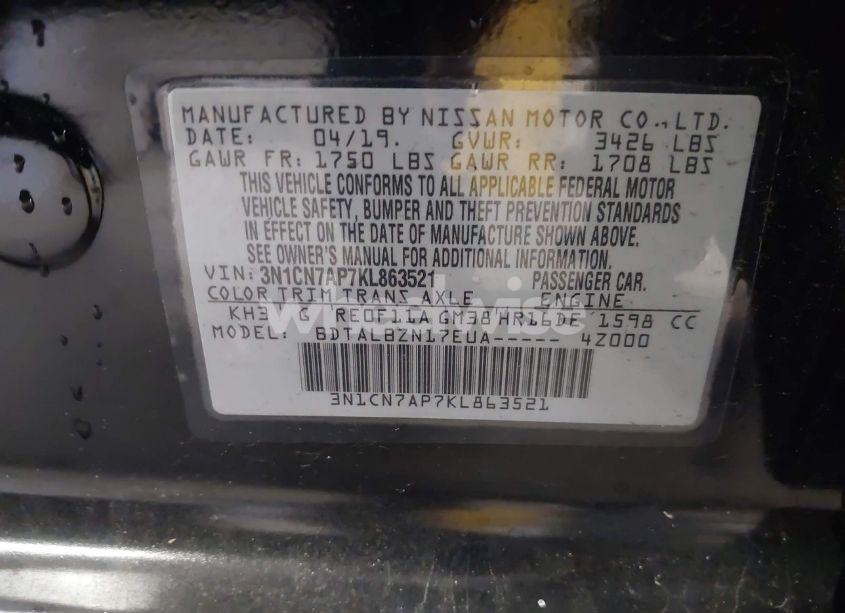 MANUFACTURED BY NISSAN MOTOR CO., LTD.
DATE: 04/19. GVWR: 3426 LBS
GAWR FR: 1750 LBS GAWR RR: 1708 LBS
THIS VEHICLE CONFORMS TO ALL APPLICABLE FEDERAL MOTOR
VEHICLE SAFETY, BUMPER AND THEFT PREVENTION STANDARDS
IN EFFECT ON THE DATE OF MANUFACTURE SHOWN ABOVE.
SEE OWNER'S MANUAL FOR ADDITIONAL INFORMATION.
VIN: 3N1CN7AP7KL863521 PASSENGER CAR.
COLOR TRIM TRANS AXLE ENGINE
KH3 G RE0F11A GM38 HR16DE 1598 CC
MODEL: BDTALBZN17EUA----- 4Z000
3N1CN7AP7KL863521
wheelwise